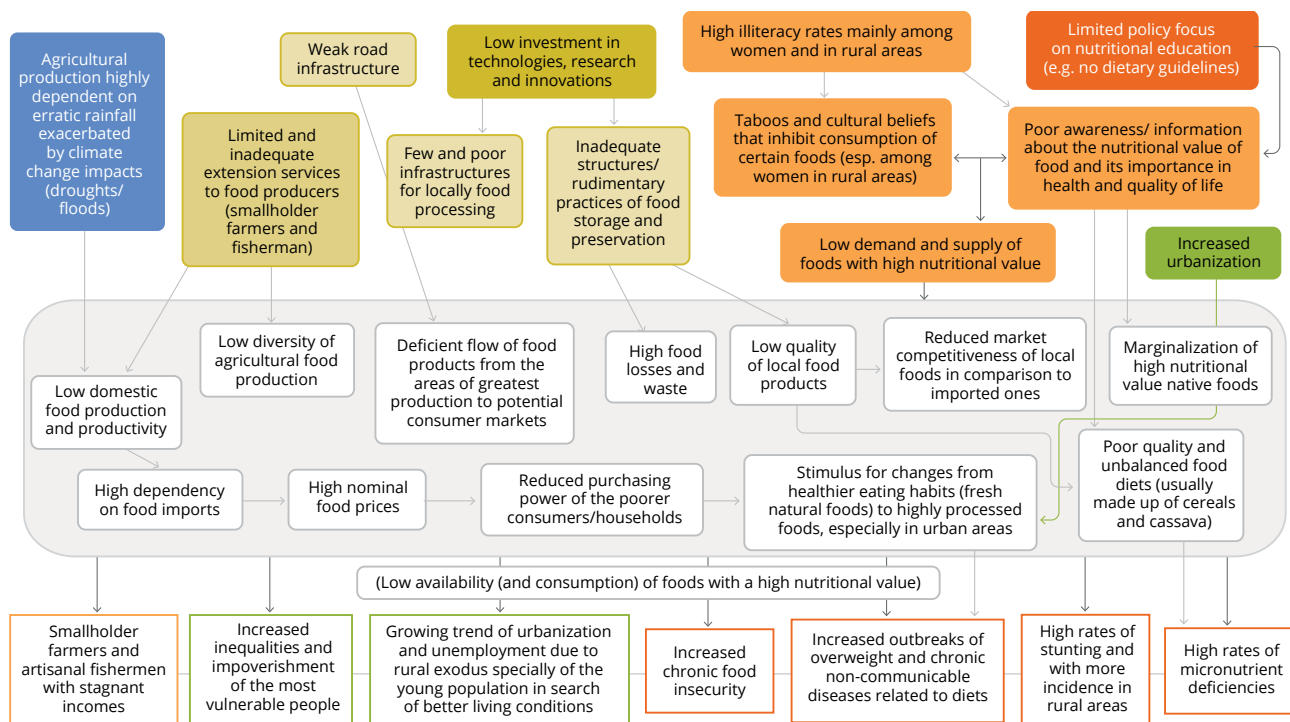 Agricultural
production highly
dependent on
erratic rainfall
exacerbated
by climate
change impacts
(droughts/
floods)
Weak road
infrastructure
Low investment in
technologies, research
and innovations
High illiteracy rates mainly among
women and in rural areas
Limited policy focus
on nutritional education
(e.g. no dietary guidelines)
Limited and
inadequate
extension services
to food producers
(smallholder
farmers and
fisherman)
Few and poor
infrastructures
for locally food
processing
Inadequate
structures/
rudimentary
practices of food
storage and
preservation
Taboos and cultural beliefs
that inhibit consumption of
certain foods (esp. among
women in rural areas)
Poor awareness/ information
about the nutritional value of
food and its importance in
health and quality of life
Low demand and supply of
foods with high nutritional value
Increased
urbanization
Low domestic
food production
and productivity
Low diversity of
agricultural food
production
Deficient flow of food
products from the
areas of greatest
production to potential
consumer markets
High food
losses and
waste
Low quality
of local food
products
Reduced market
competitiveness of local
foods in comparison to
imported ones
Marginalization of
high nutritional
value native foods
High dependency
on food imports
High nominal
food prices
Reduced purchasing
power of the poorer
consumers/households
Stimulus for changes from
healthier eating habits (fresh
natural foods) to highly processed
foods, especially in urban areas
Poor quality and
unbalanced food
diets (usually
made up of cereals
and cassava)
(Low availability (and consumption) of foods with a high nutritional value)
Smallholder
farmers and
artisanal fishermen
with stagnant
incomes
Increased
inequalities and
impoverishment
of the most
vulnerable people
Growing trend of urbanization
and unemployment due to
rural exodus specially of the
young population in search
of better living conditions
Increased
chronic food
insecurity
Increased outbreaks of
overweight and chronic
non-communicable
diseases related to diets
High rates of
stunting and
with more
incidence in
rural areas
High rates of
micronutrient
deficiencies